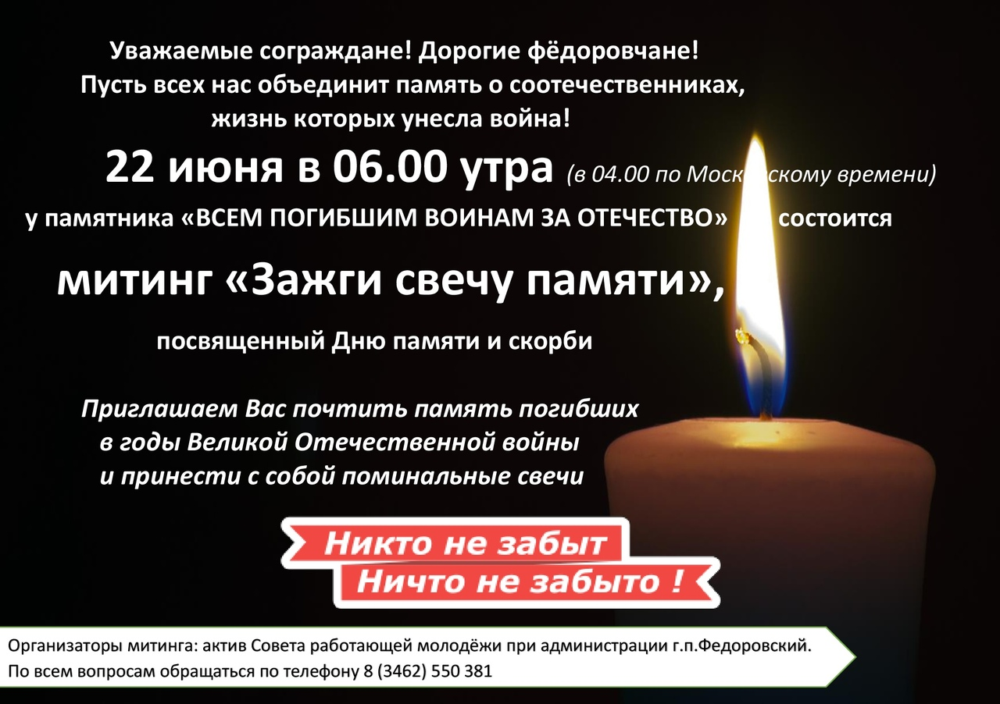 Уважаемые сограждане! Дорогие фёдоровчане!
Пусть всех нас объединит память о соотечественниках,
жизнь которых унесла война!
22 июня в 06.00 утра (в 04.00 по Московскому времени)
у памятника «ВСЕМ ПОГИБШИМ ВОИНАМ ЗА ОТЕЧЕСТВО» состоится
митинг «Зажги свечу памяти»,
посвященный Дню памяти и скорби
Приглашаем Вас почтить память погибших
в годы Великой Отечественной войны
и принести с собой поминальные свечи
Никто не забыт
Ничто не забыто !
Организаторы митинга: актив Совета работающей молодёжи при администрации г.п.Федоровский.
По всем вопросам обращаться по телефону 8 (3462) 550 381